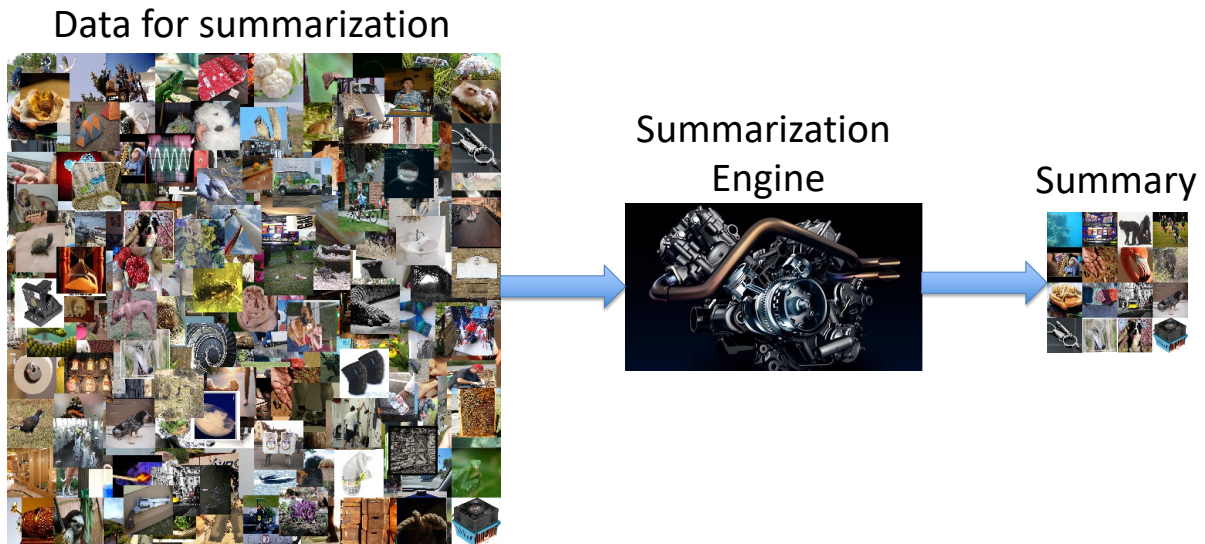 Data for summarization
Summarization
Engine
Summary